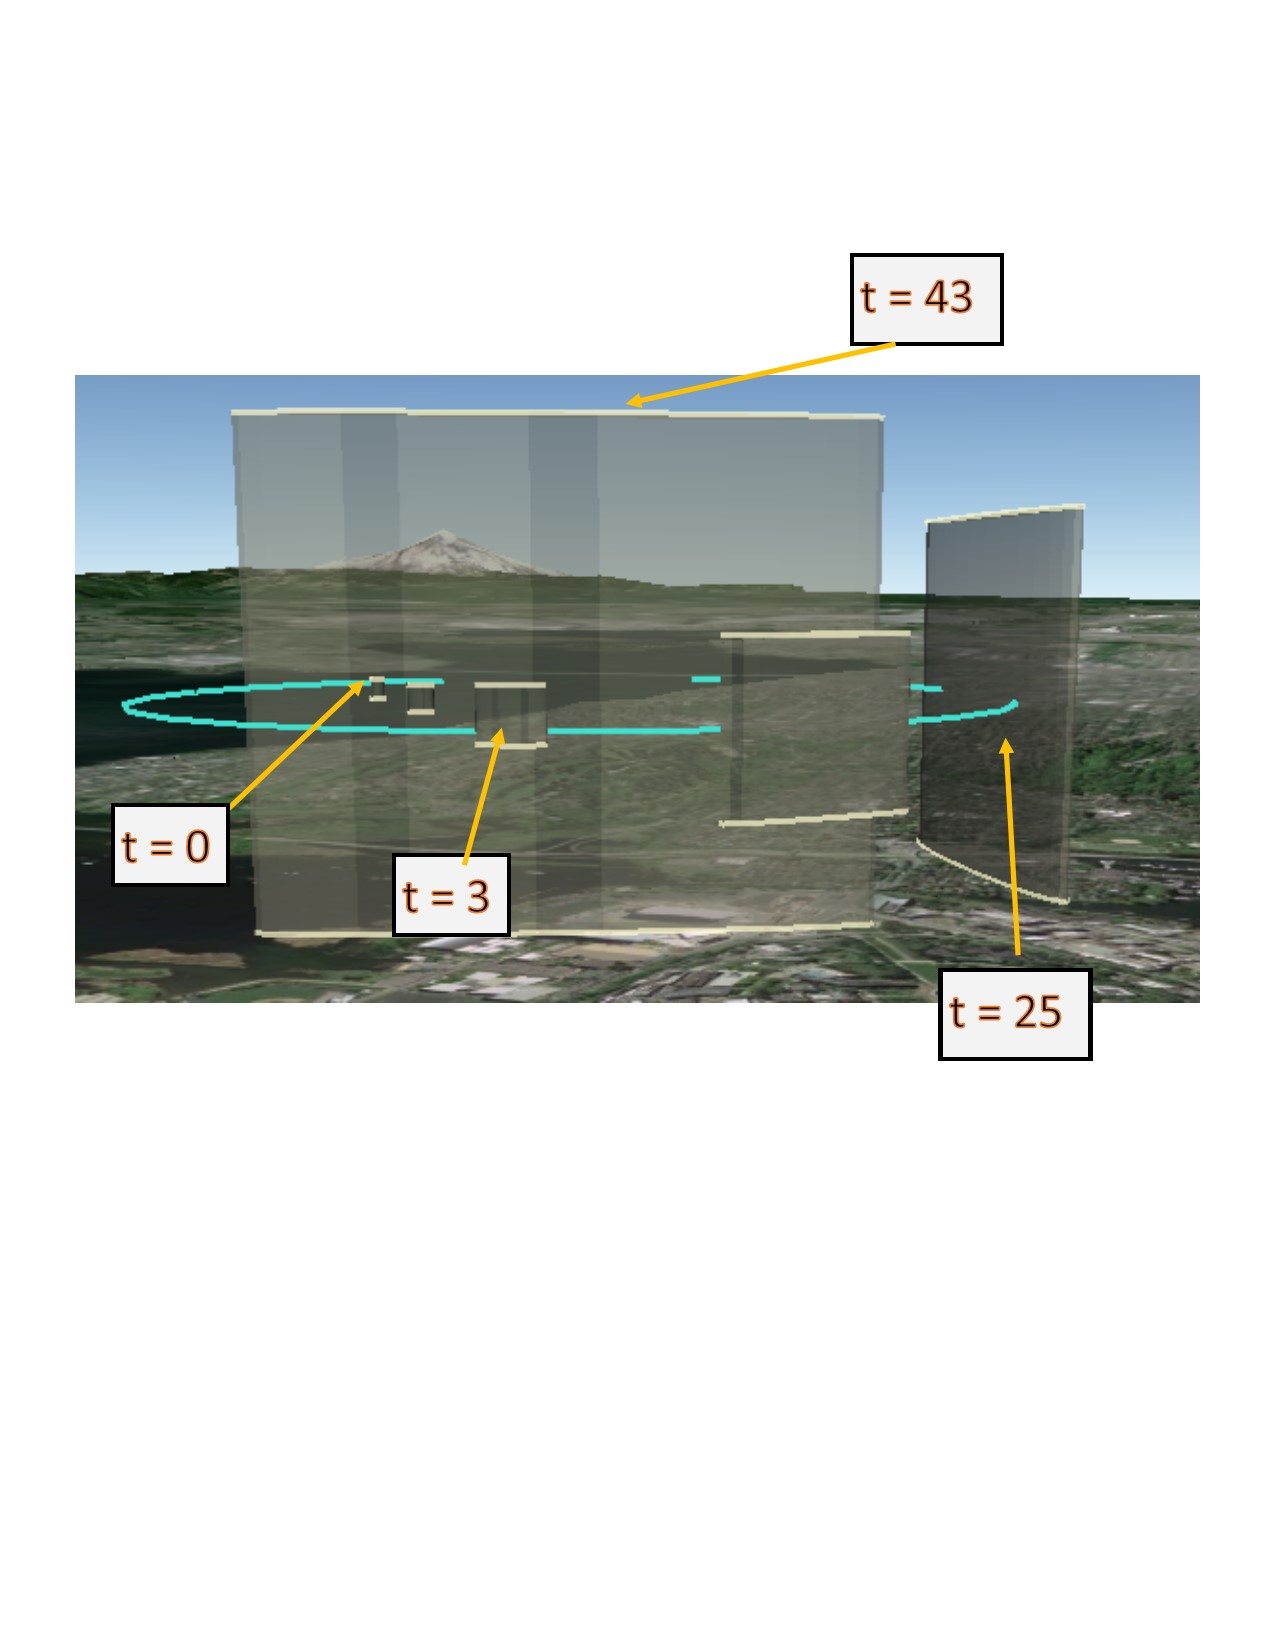 t = 43
t = 0
t = 3
t = 25